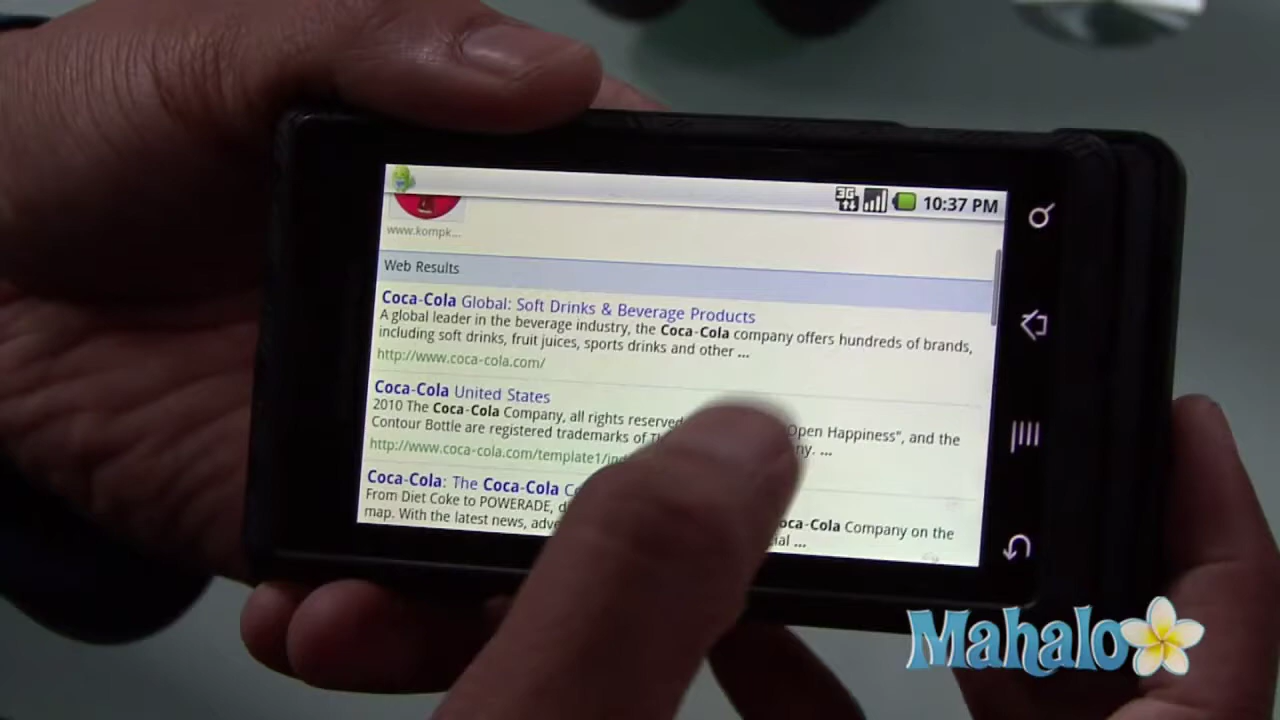 3G
10:37 PM
www.kompk...
Web Results
Coca-Cola Global: Soft Drinks & Beverage Products
A global leader in the beverage industry, the Coca-Cola company offers hundreds of brands,
including soft drinks, fruit juices, sports drinks and other ...
http://www.coca-cola.com/
Coca-Cola United States
2010 The Coca-Cola Company, all rights reserved Open Happiness", and the
Contour Bottle are registered trademarks of ...
http://www.coca-cola.com/template1/
Coca-Cola: The Coca-Cola
From Diet Coke to POWERADE, Coca-Cola Company on the
map. With the latest news, ...
Mahalo